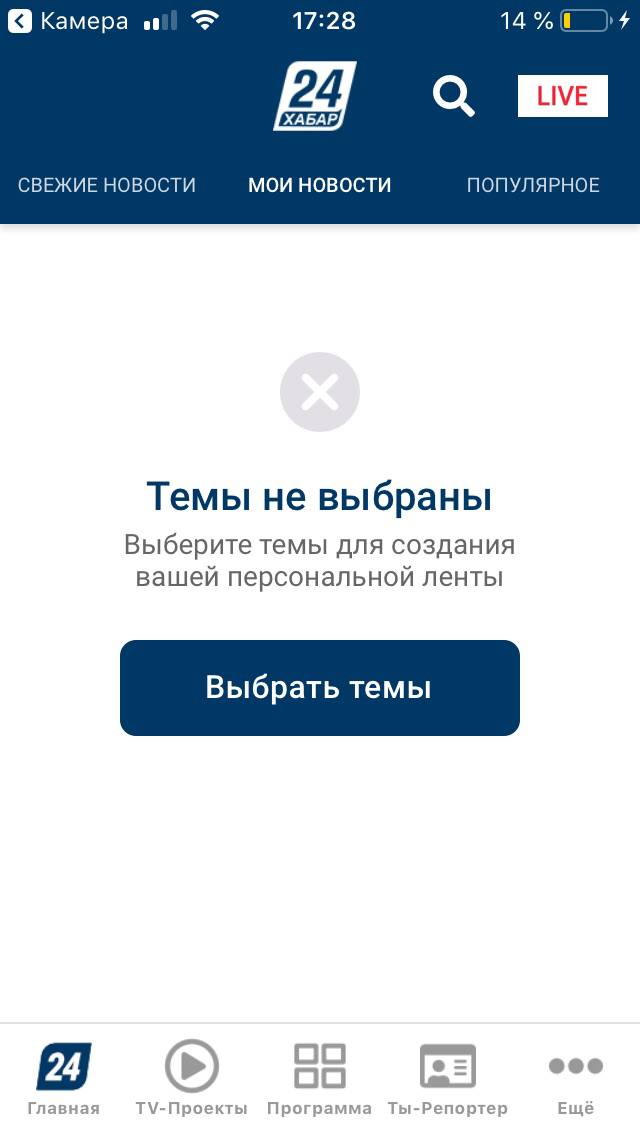 Камера 17:28 14 %
24
ХАБАР
LIVE
СВЕЖИЕ НОВОСТИ МОИ НОВОСТИ ПОПУЛЯРНОЕ
Темы не выбраны
Выберите темы для создания
вашей персональной ленты
Выбрать темы
24
Главная TV-Проекты Программа Ты-Репортер Ещё